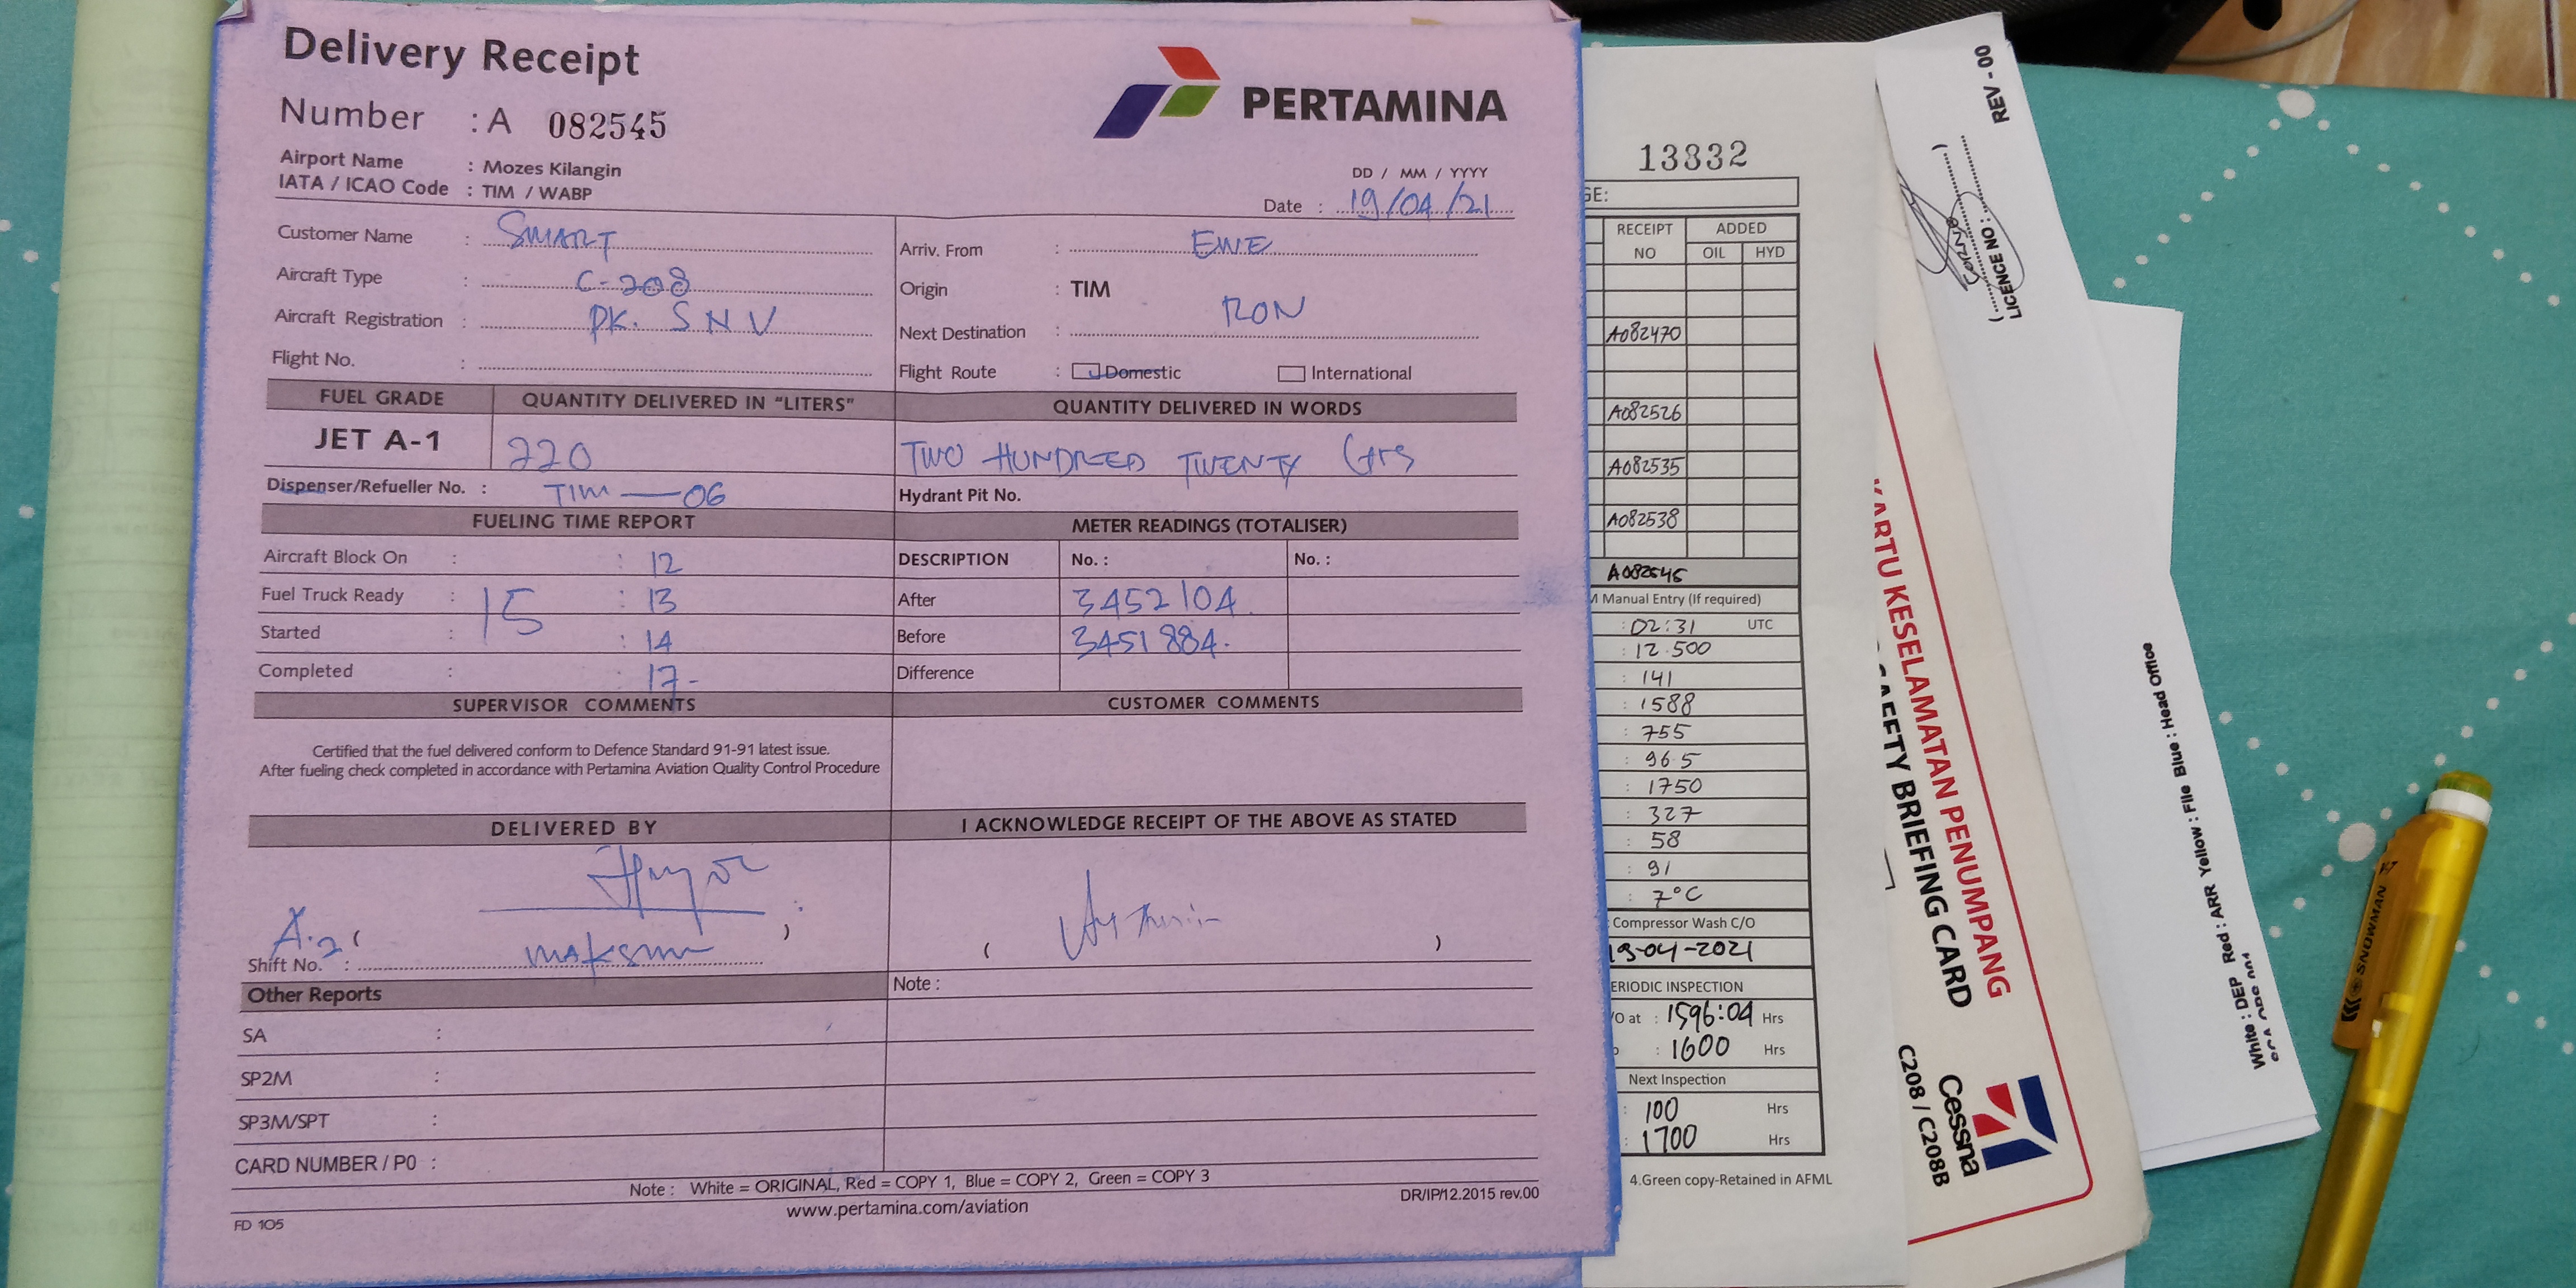 Delivery Receipt
Number : A 082545
PERTAMINA
Airport Name : Mozes Kilangin
IATA / ICAO Code : TIM / WABP
DD / MM / YYYY
Date : 19/04/21
Customer Name : SMART
Aircraft Type : C-208
Aircraft Registration : PK. SNV
Flight No. :
Arriv. From : EWE
Origin : TIM
Next Destination : RON
Flight Route : Domestic International
FUEL GRADE QUANTITY DELIVERED IN "LITERS" QUANTITY DELIVERED IN WORDS
JET A-1 220 TWO HUNDRED TWENTY Ltrs
Dispenser/Refueller No. : TIM — 06 Hydrant Pit No.
FUELING TIME REPORT METER READINGS (TOTALISER)
Aircraft Block On : : 12
Fuel Truck Ready : 15 : 13
Started : : 14
Completed : : 17-
DESCRIPTION No. : No. :
After 3452104.
Before 3451884.
Difference
SUPERVISOR COMMENTS CUSTOMER COMMENTS
Certified that the fuel delivered conform to Defence Standard 91-91 latest issue.
After fueling check completed in accordance with Pertamina Aviation Quality Control Procedure
DELIVERED BY I ACKNOWLEDGE RECEIPT OF THE ABOVE AS STATED
A.2 ( )
Shift No. :
( )
Other Reports Note :
SA :
SP2M :
SP3M/SPT :
CARD NUMBER / P0 :
Note : White = ORIGINAL, Red = COPY 1, Blue = COPY 2, Green = COPY 3
www.pertamina.com/aviation
FD 105
DR/IP/12.2015 rev.00
13832
GE:
RECEIPT NO ADDED
OIL HYD
A082470
A082526
A082535
A082538
A082545
M Manual Entry (If required)
: 02:31 UTC
: 12.500
: 141
: 1588
: 755
: 96.5
: 1750
: 327
: 58
: 91
: 7°C
Compressor Wash C/O
19-04-2021
ERIODIC INSPECTION
/O at : 1596:04 Hrs
: 1600 Hrs
Next Inspection
: 100 Hrs
: 1700 Hrs
4.Green copy-Retained in AFML
KARTU KESELAMATAN PENUMPANG
SAFETY BRIEFING CARD
Cessna
C208 / C208B
REV - 00
LICENCE NO :
White : DEP Red : ARR Yellow : File Blue : Head Office
SNOWMAN